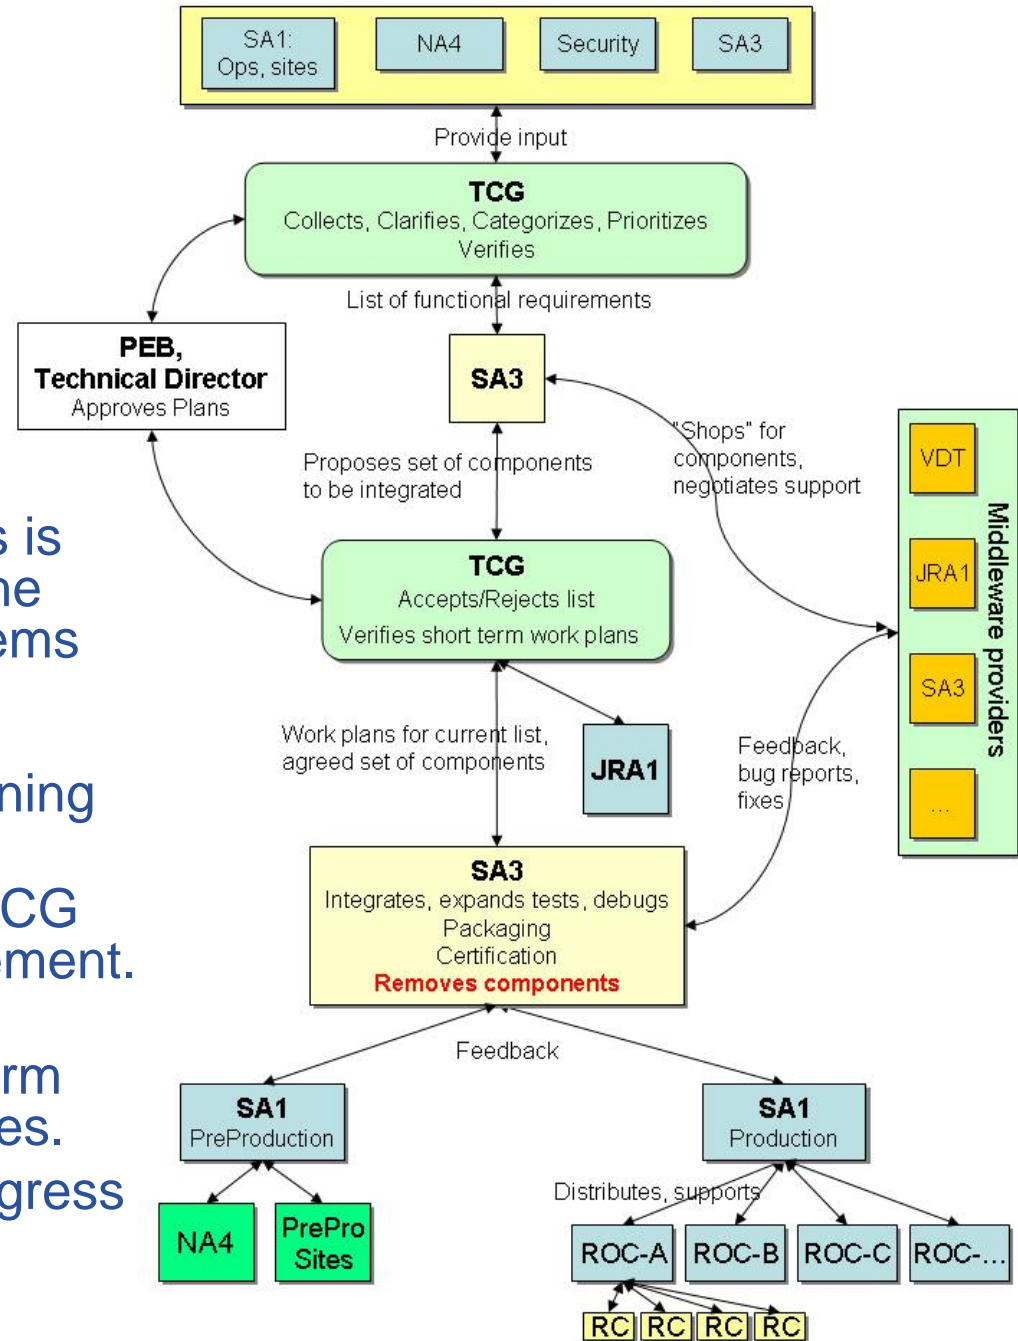 SA1:
Ops, sites
NA4
Security
SA3
Provide input
TCG
Collects, Clarifies, Categorizes, Prioritizes
Verifies
List of functional requirements
PEB,
Technical Director
Approves Plans
SA3
"Shops" for
components,
negotiates support
Proposes set of components
to be integrated
VDT
JRA1
SA3
...
Middleware providers
TCG
Accepts/Rejects list
Verifies short term work plans
s is
ne
ems
ning
CG
ement.
rm
es.
gress
Work plans for current list,
agreed set of components
JRA1
Feedback,
bug reports,
fixes
SA3
Integrates, expands tests, debugs
Packaging
Certification
Removes components
Feedback
SA1
PreProduction
SA1
Production
NA4
PrePro
Sites
Distributes, supports
ROC-A
ROC-B
ROC-C
ROC-...
RC
RC
RC
RC